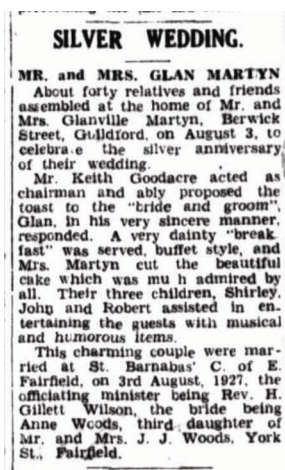 SILVER WEDDING.
MR. and MRS. GLAN MARTYN
About forty relatives and friends
assembled at the home of Mr. and
Mrs. Glanville Martyn, Berwick
Street, Guildford, on August 3, to
celebra e the silver anniversary
of their wedding.
Mr. Keith Goodacre acted as
chairman and ably proposed the
toast to the "bride and groom",
Glan, in his very sincere manner,
responded. A very dainty "break
fast" was served, buffet style, and
Mrs. Martyn cut the beautiful
cake which was mu h admired by
all. Their three children, Shirley,
John and Robert assisted in en-
tertaining the guests with musical
and humorous items.
This charming couple were mar-
ried at St. Barnabas' C. of E.
Fairfield, on 3rd August, 1927, the
officiating minister being Rev. H.
Gillett Wilson, the bride being
Anne Woods, third daughter of
Mr. and Mrs. J. J. Woods, York
St., Fairfield.